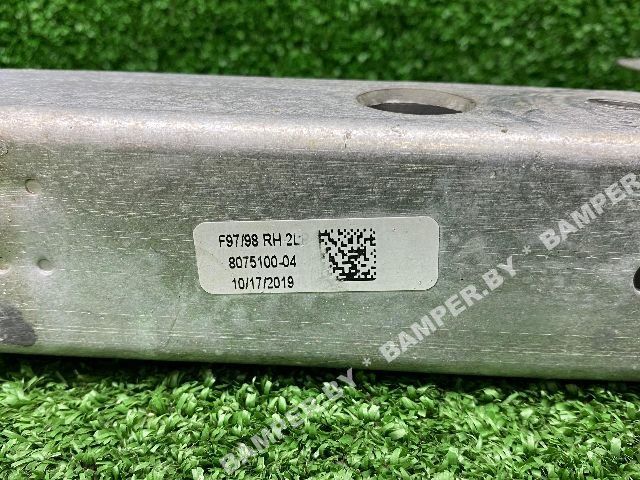 F97/98 RH 2L
8075100-04
10/17/2019
BAMPER.BY * BAMPER.BY * BAMPER.BY